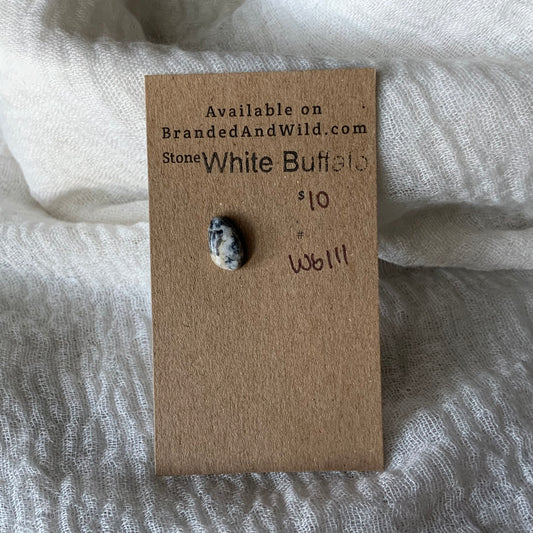 Available on
BrandedAndWild.com
Stone White Buffalo
$10
#
WB111